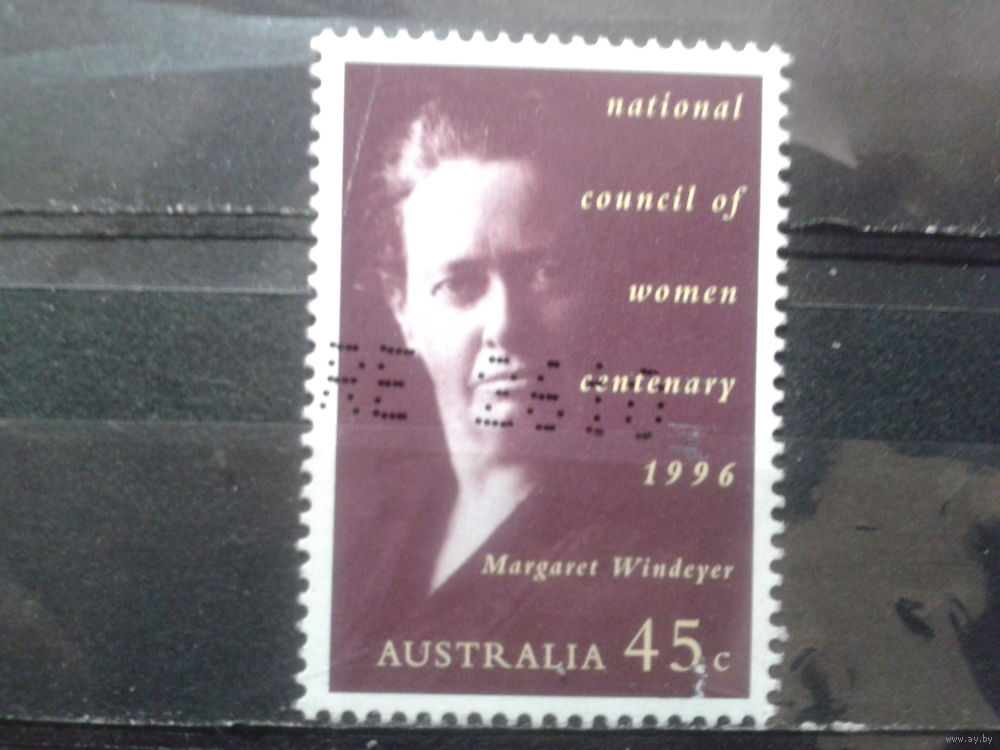 national
council of
women
centenary
1996
Margaret Windeyer
AUSTRALIA 45c
www.ay.by